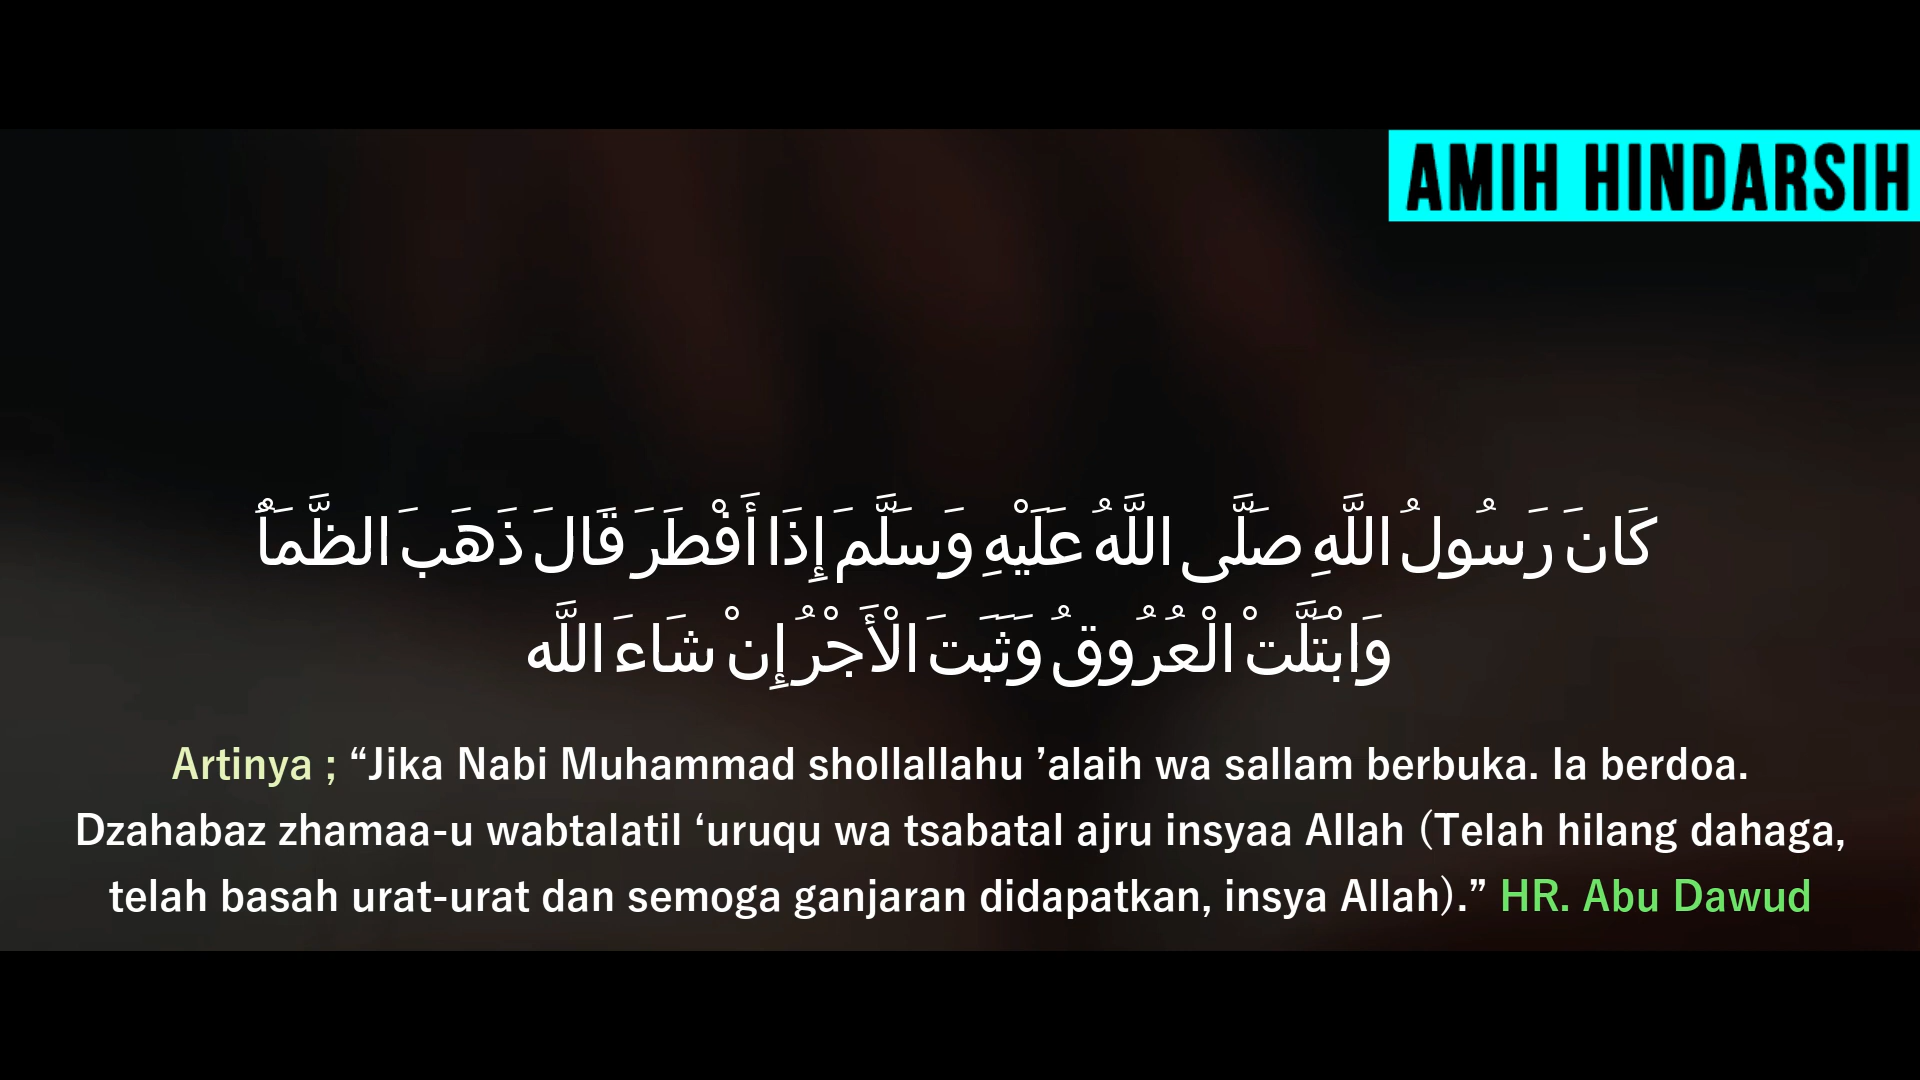 AMIH HINDARSIH
كَانَ رَسُولُ اللَّهِ صَلَّى اللَّهُ عَلَيْهِ وَسَلَّمَ إِذَا أَفْطَرَ قَالَ ذَهَبَ الظَّمَأُ
وَابْتَلَّتْ الْعُرُوقُ وَثَبَتَ الْأَجْرُ إِنْ شَاءَ اللَّه
Artinya ; “Jika Nabi Muhammad shollallahu ’alaih wa sallam berbuka. Ia berdoa.
Dzahabaz zhamaa-u wabtalatil ‘uruqu wa tsabatal ajru insyaa Allah (Telah hilang dahaga,
telah basah urat-urat dan semoga ganjaran didapatkan, insya Allah).” HR. Abu Dawud